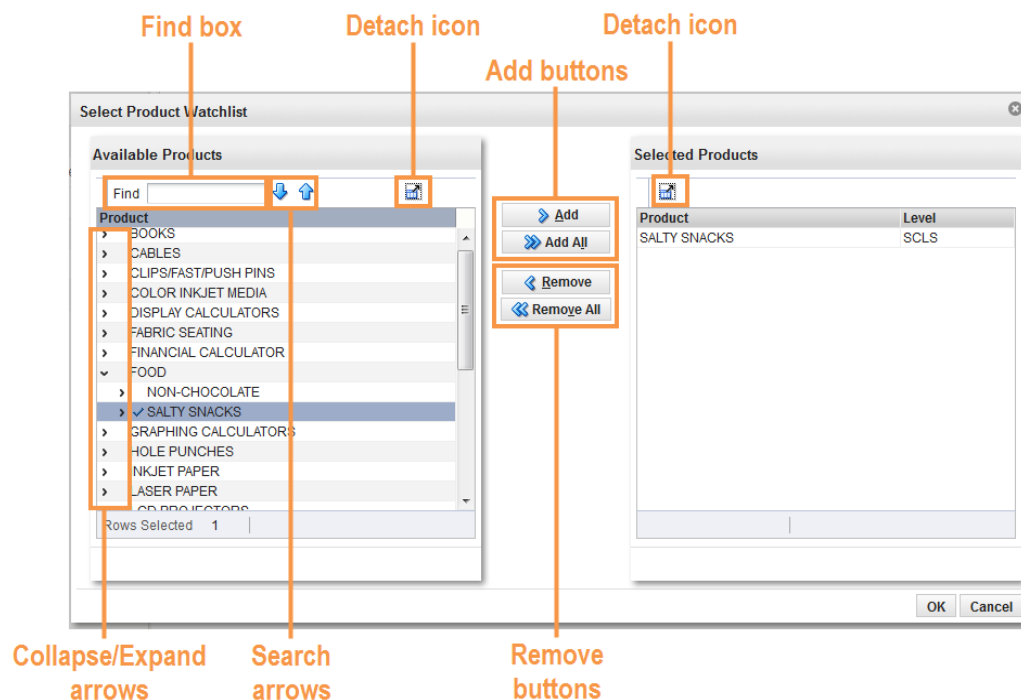 Find box
Detach icon
Detach icon
Add buttons
Select Product Watchlist
Available Products
Selected Products
Find
Product
BOOKS
CABLES
CLIPS/FAST/PUSH PINS
COLOR INKJET MEDIA
DISPLAY CALCULATORS
FABRIC SEATING
FINANCIAL CALCULATOR
FOOD
NON-CHOCOLATE
SALTY SNACKS
GRAPHING CALCULATORS
HOLE PUNCHES
INKJET PAPER
LASER PAPER
LCD PROJECTORS
Rows Selected 1
Add
Add All
Remove
Remove All
Product Level
SALTY SNACKS SCLS
OK Cancel
Collapse/Expand
arrows
Search
arrows
Remove
buttons